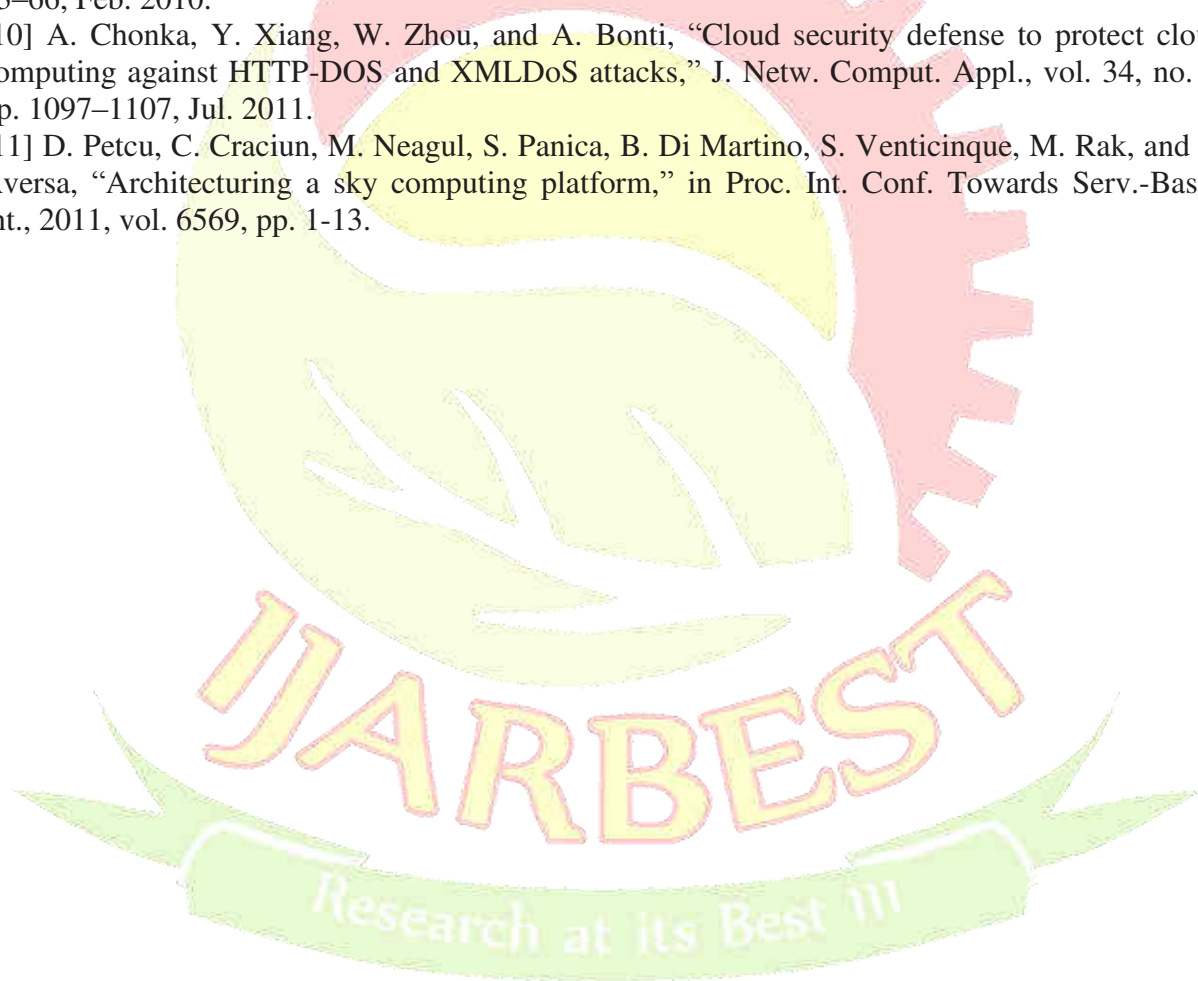 5–66, Feb. 2010.
10] A. Chonka, Y. Xiang, W. Zhou, and A. Bonti, “Cloud security defense to protect clou
omputing against HTTP-DOS and XMLDoS attacks,” J. Netw. Comput. Appl., vol. 34, no.
p. 1097–1107, Jul. 2011.
11] D. Petcu, C. Craciun, M. Neagul, S. Panica, B. Di Martino, S. Venticinque, M. Rak, and
versa, “Architecturing a sky computing platform,” in Proc. Int. Conf. Towards Serv.-Bas
nt., 2011, vol. 6569, pp. 1-13.
IJARBEST
Research at its Best !!!